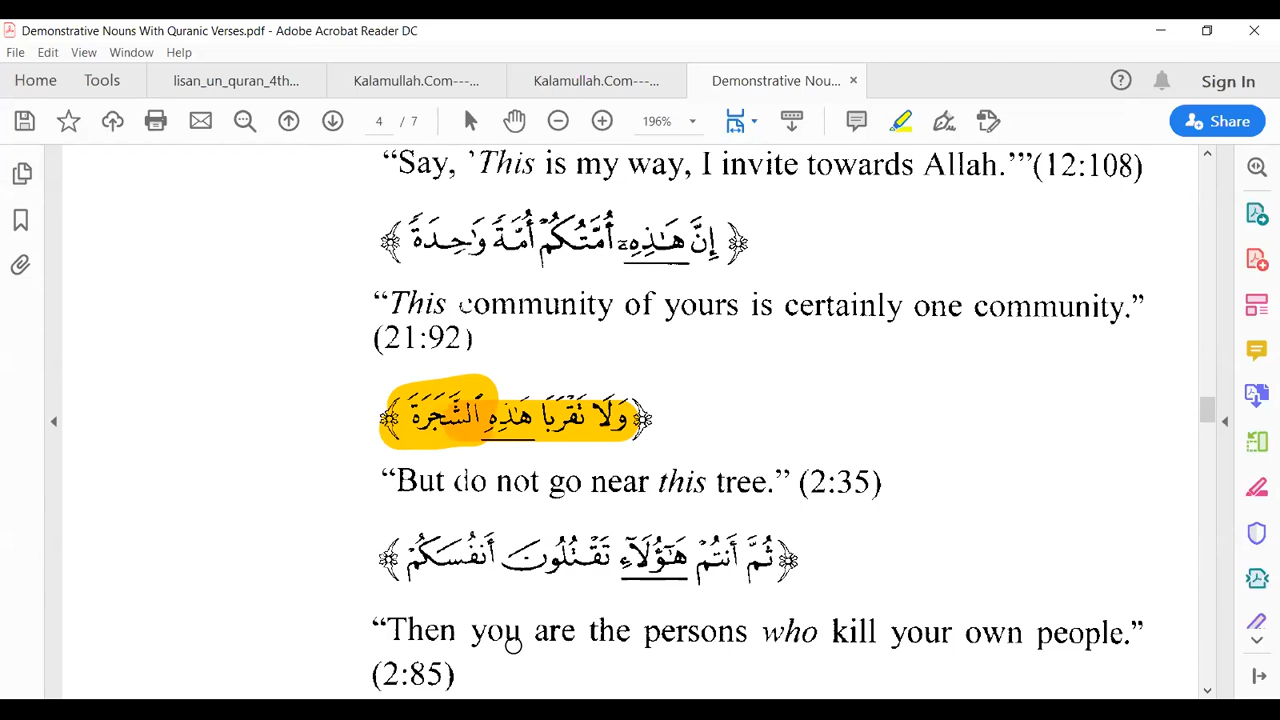 Demonstrative Nouns With Quranic Verses.pdf - Adobe Acrobat Reader DC
File Edit View Window Help
Home Tools lisan_un_quran_4th... Kalamullah.Com---... Kalamullah.Com---... Demonstrative Nou... × Sign In
4 / 7 196% Share
“Say, ’This is my way, I invite towards Allah.’”(12:108)
﴿إِنَّ هَـٰذِهِۦٓ أُمَّتُكُمْ أُمَّةً وَٰحِدَةً﴾
“This community of yours is certainly one community.”
(21:92)
﴿وَلَا تَقْرَبَا هَـٰذِهِ ٱلشَّجَرَةَ﴾
“But do not go near this tree.” (2:35)
﴿ثُمَّ أَنتُمْ هَـٰٓؤُلَآءِ تَقْتُلُونَ أَنفُسَكُمْ﴾
“Then you are the persons who kill your own people.”
(2:85)